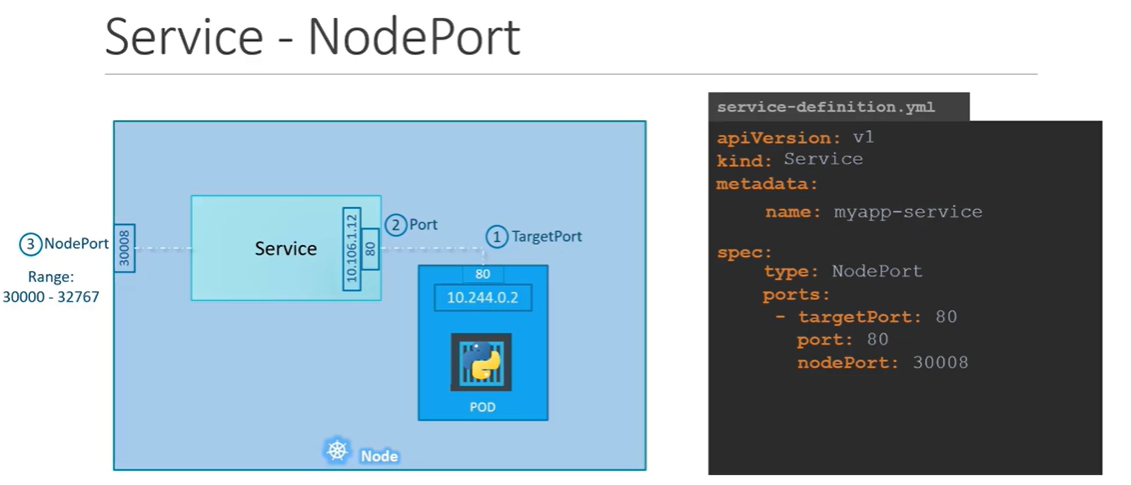 Service - NodePort
3 NodePort
Range:
30000 - 32767
30008
Service
10.106.1.12
80
2 Port
1 TargetPort
80
10.244.0.2
POD
Node
service-definition.yml
apiVersion: v1
kind: Service
metadata:
name: myapp-service
spec:
type: NodePort
ports:
- targetPort: 80
port: 80
nodePort: 30008